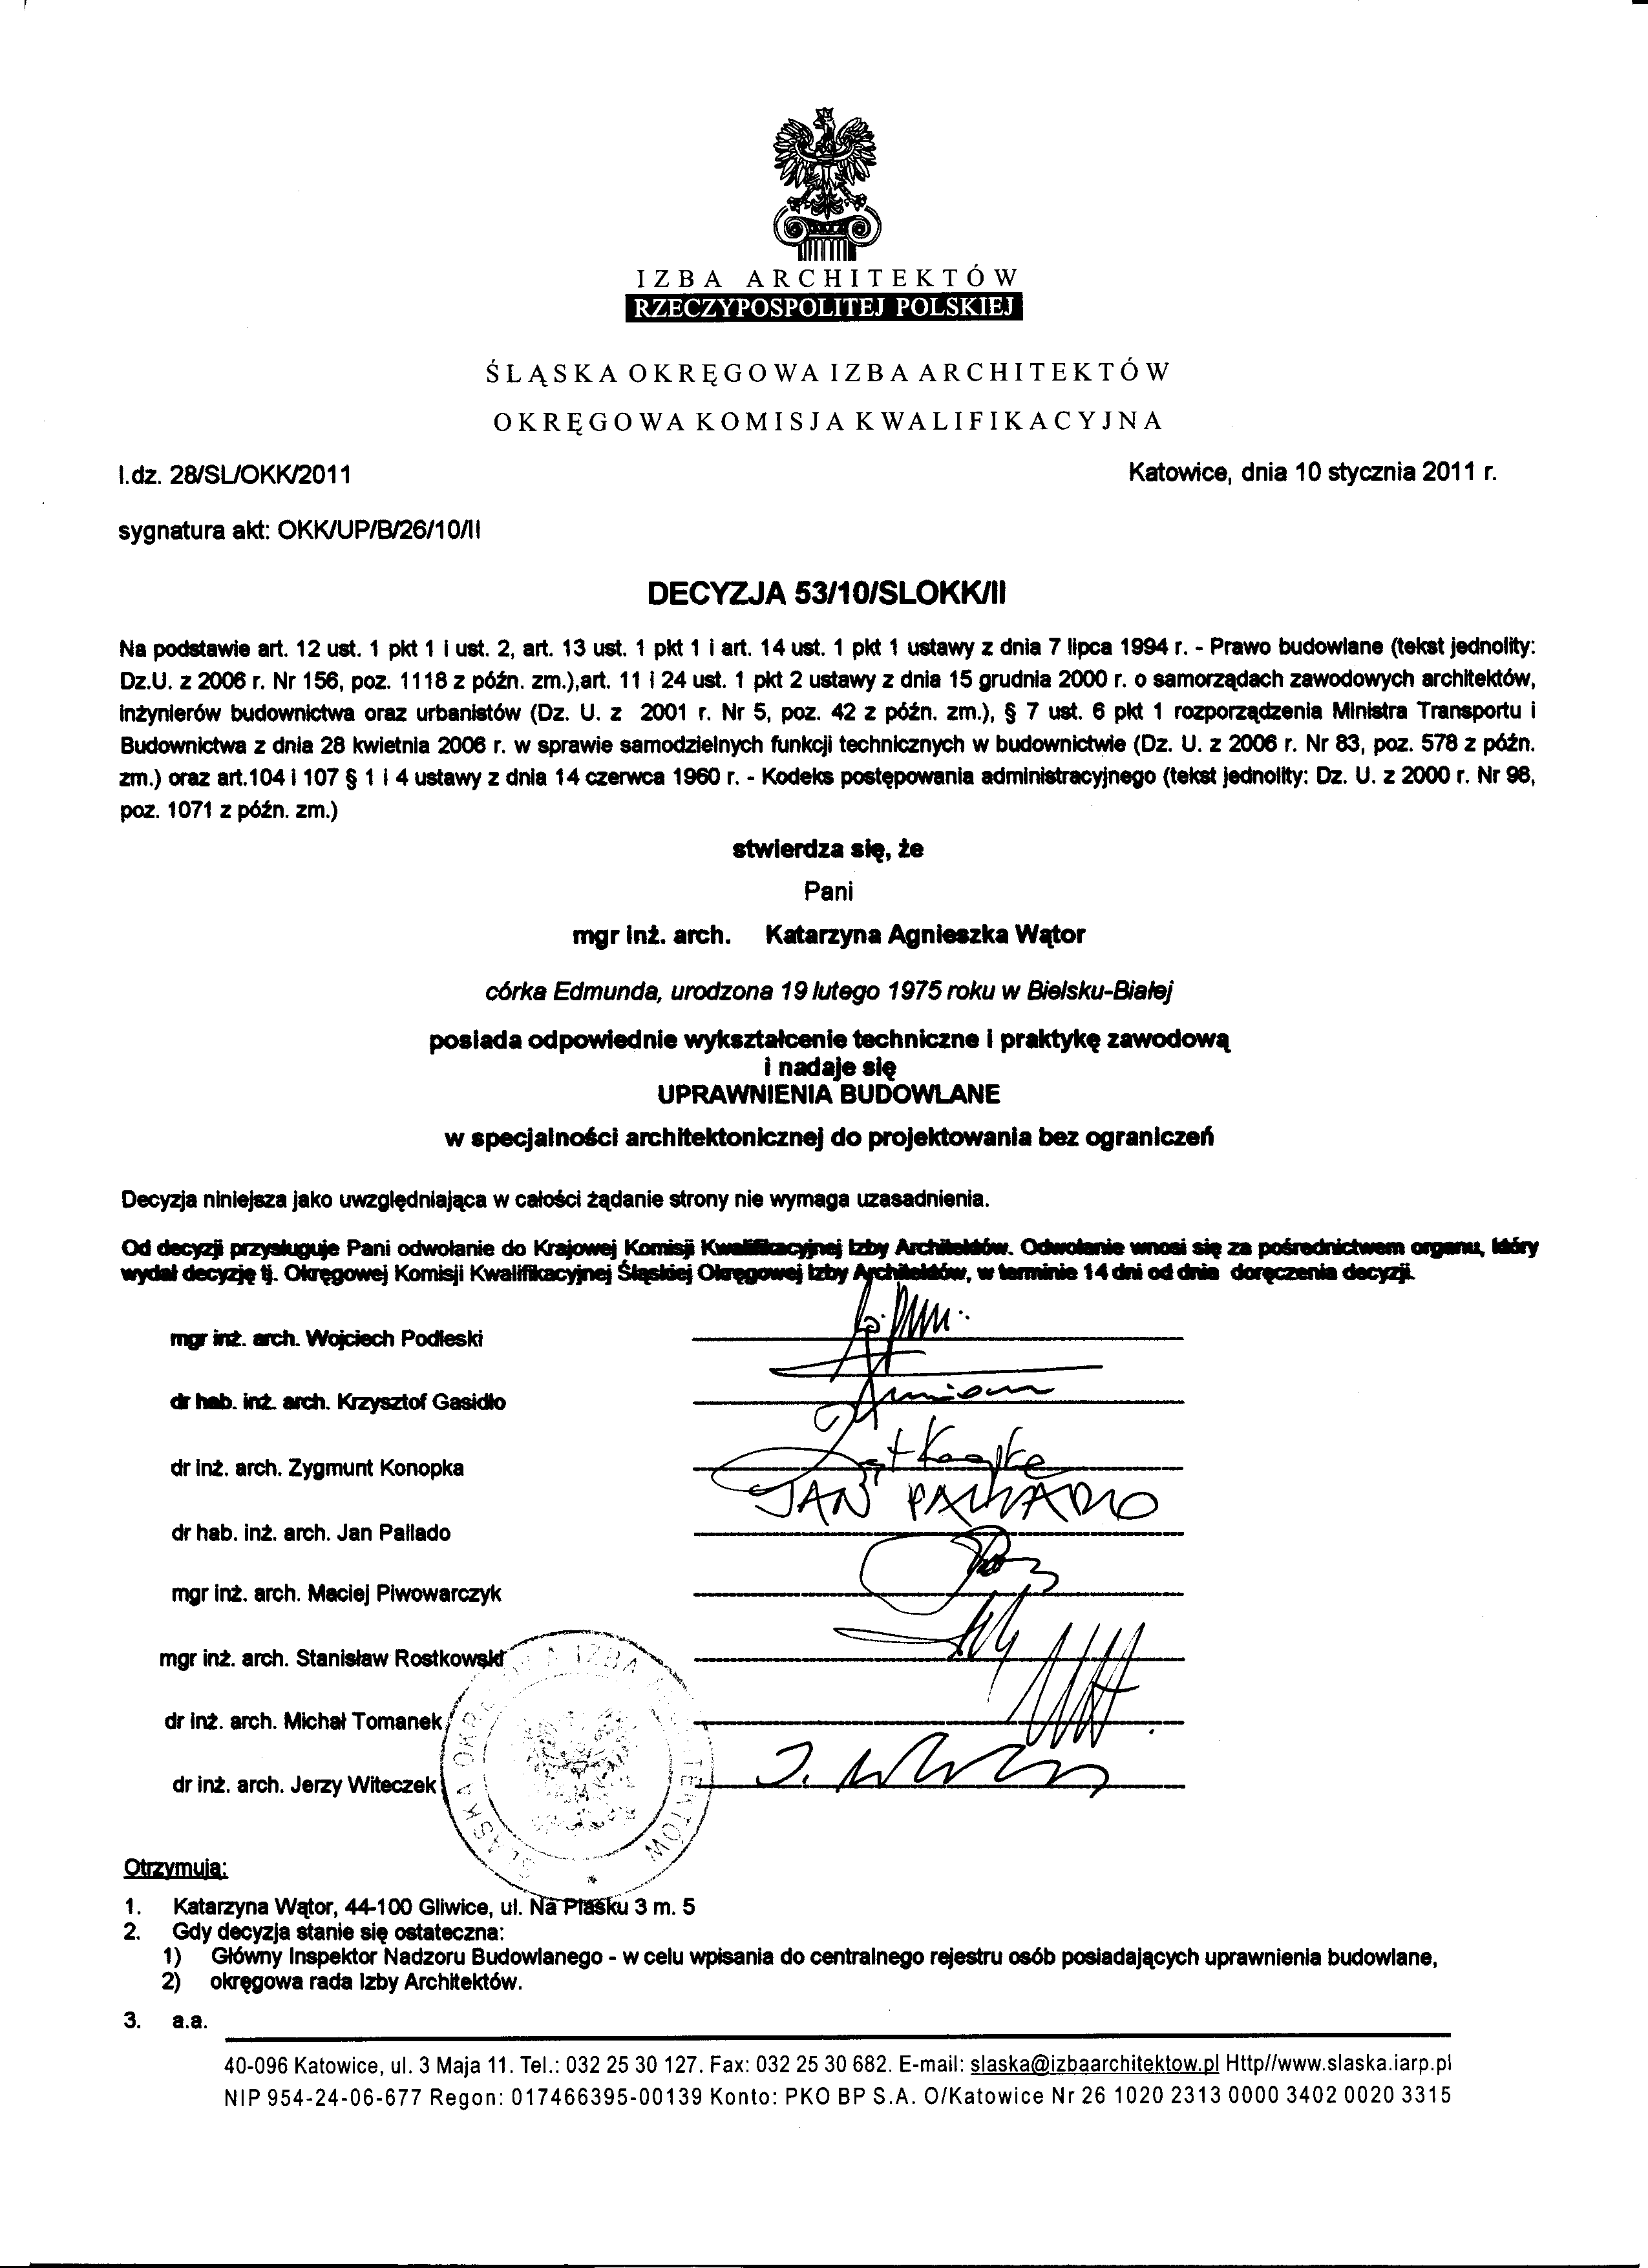 IZBA ARCHITEKTÓW
RZECZYPOSPOLITEJ POLSKIEJ
ŚLĄSKA OKRĘGOWA IZBA ARCHITEKTÓW
OKRĘGOWA KOMISJA KWALIFIKACYJNA
l.dz. 28/SL/OKK/2011
Katowice, dnia 10 stycznia 2011 r.
sygnatura akt: OKK/UP/B/26/10/II
DECYZJA 53/10/SLOKK/II
Na podstawie art. 12 ust. 1 pkt 1 i ust. 2, art. 13 ust. 1 pkt 1 i art. 14 ust. 1 pkt 1 ustawy z dnia 7 lipca 1994 r. - Prawo budowlane (tekst jednolity:
Dz.U. z 2006 r. Nr 156, poz. 1118 z późn. zm.),art. 11 i 24 ust. 1 pkt 2 ustawy z dnia 15 grudnia 2000 r. o samorządach zawodowych architektów,
inżynierów budownictwa oraz urbanistów (Dz. U. z 2001 r. Nr 5, poz. 42 z późn. zm.), § 7 ust. 6 pkt 1 rozporządzenia Ministra Transportu i
Budownictwa z dnia 28 kwietnia 2006 r. w sprawie samodzielnych funkcji technicznych w budownictwie (Dz. U. z 2006 r. Nr 83, poz. 578 z późn.
zm.) oraz art.104 i 107 § 1 i 4 ustawy z dnia 14 czerwca 1960 r. - Kodeks postępowania administracyjnego (tekst jednolity: Dz. U. z 2000 r. Nr 98,
poz. 1071 z późn. zm.)
stwierdza się, że
Pani
mgr inż. arch. Katarzyna Agnieszka Wątor
córka Edmunda, urodzona 19 lutego 1975 roku w Bielsku-Białej
posiada odpowiednie wykształcenie techniczne i praktykę zawodową
i nadaje się
UPRAWNIENIA BUDOWLANE
w specjalności architektonicznej do projektowania bez ograniczeń
Decyzja niniejsza jako uwzględniająca w całości żądanie strony nie wymaga uzasadnienia.
Od decyzji przysługuje Pani odwołanie do Krajowej Komisji Kwalifikacyjnej Izby Architektów. Odwołanie wnosi się za pośrednictwem organu, który
wydał decyzję tj. Okręgowej Komisji Kwalifikacyjnej Śląskiej Okręgowej Izby Architektów, w terminie 14 dni od dnia doręczenia decyzji.
mgr inż. arch. Wojciech Podleski
dr hab. inż. arch. Krzysztof Gasidło
dr inż. arch. Zygmunt Konopka
JAN PALLADO
dr hab. inż. arch. Jan Pallado
mgr inż. arch. Maciej Piwowarczyk
mgr inż. arch. Stanisław Rostkowski
dr inż. arch. Michał Tomanek
dr inż. arch. Jerzy Witeczek
ŚLĄSKA OKRĘGOWA IZBA ARCHITEKTÓW
Otrzymują:
1. Katarzyna Wątor, 44-100 Gliwice, ul. Na Piasku 3 m. 5
2. Gdy decyzja stanie się ostateczna:
1) Główny Inspektor Nadzoru Budowlanego - w celu wpisania do centralnego rejestru osób posiadających uprawnienia budowlane,
2) okręgowa rada Izby Architektów.
3. a.a.
40-096 Katowice, ul. 3 Maja 11. Tel.: 032 25 30 127. Fax: 032 25 30 682. E-mail: slaska@izbaarchitektow.pl Http//www.slaska.iarp.pl
NIP 954-24-06-677 Regon: 017466395-00139 Konto: PKO BP S.A. O/Katowice Nr 26 1020 2313 0000 3402 0020 3315